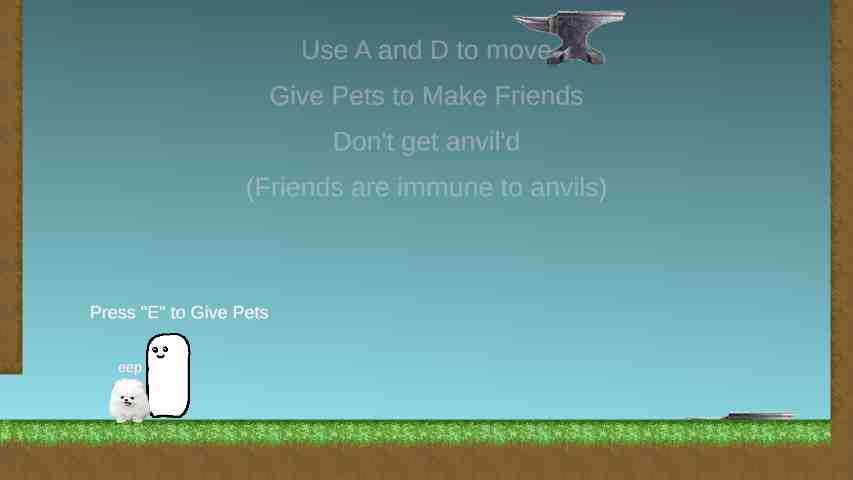 Use A and D to move
Give Pets to Make Friends
Don't get anvil'd
(Friends are immune to anvils)
Press "E" to Give Pets
eep